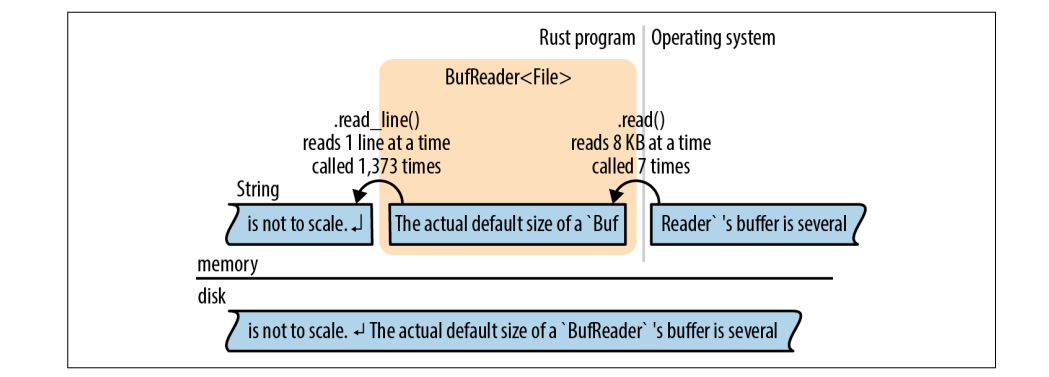 Rust program
Operating system
BufReader<File>
.read_line()
reads 1 line at a time
called 1,373 times
.read()
reads 8 KB at a time
called 7 times
String
is not to scale. ↲
The actual default size of a `Buf
Reader` 's buffer is several
memory
disk
is not to scale. ↲ The actual default size of a `BufReader` 's buffer is several